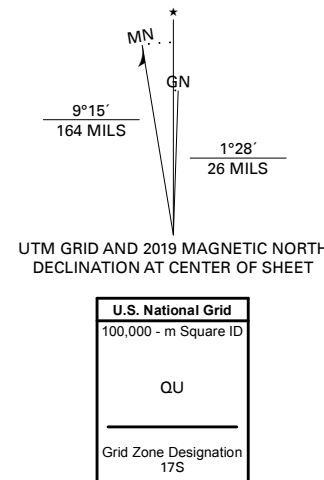 ★
MN
GN
9°15´
164 MILS
1°28´
26 MILS
UTM GRID AND 2019 MAGNETIC NORTH
DECLINATION AT CENTER OF SHEET
U.S. National Grid
100,000 - m Square ID
QU
Grid Zone Designation
17S